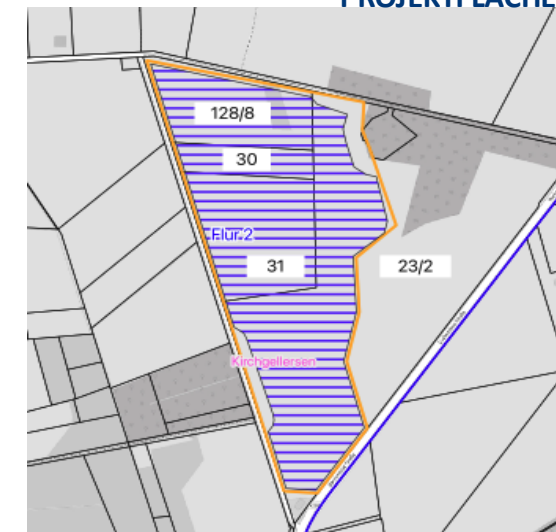 PROJEKTFLÄCHE
128/8
30
Flur 2
31
23/2
Kirchgellersen